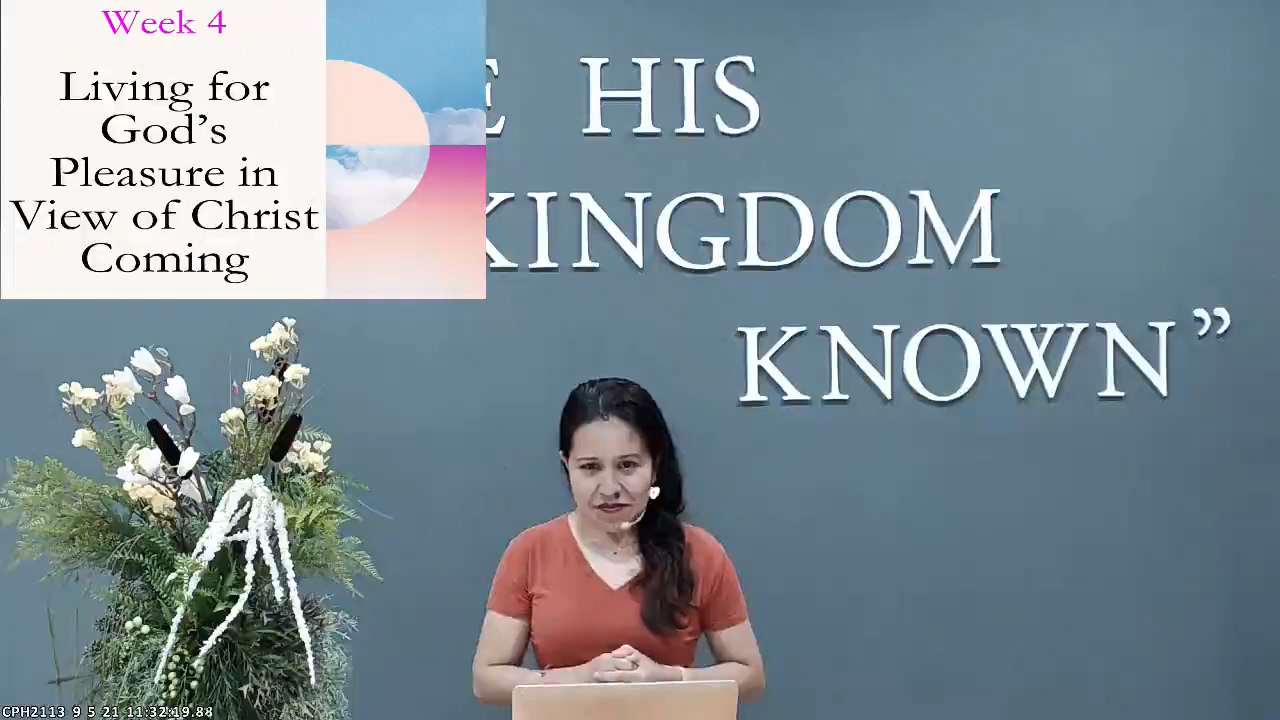 Week 4
Living for
God's
Pleasure in
View of Christ
Coming
E HIS
KINGDOM
KNOWN”
CPH2113 9 5 21 11:32:19.88